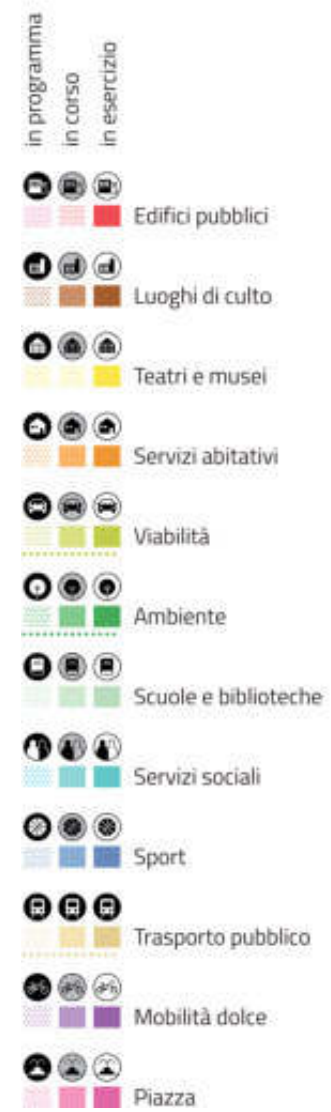 in programma
in corso
in esercizio
Edifici pubblici
Luoghi di culto
Teatri e musei
Servizi abitativi
Viabilità
Ambiente
Scuole e biblioteche
Servizi sociali
Sport
Trasporto pubblico
Mobilità dolce
Piazza